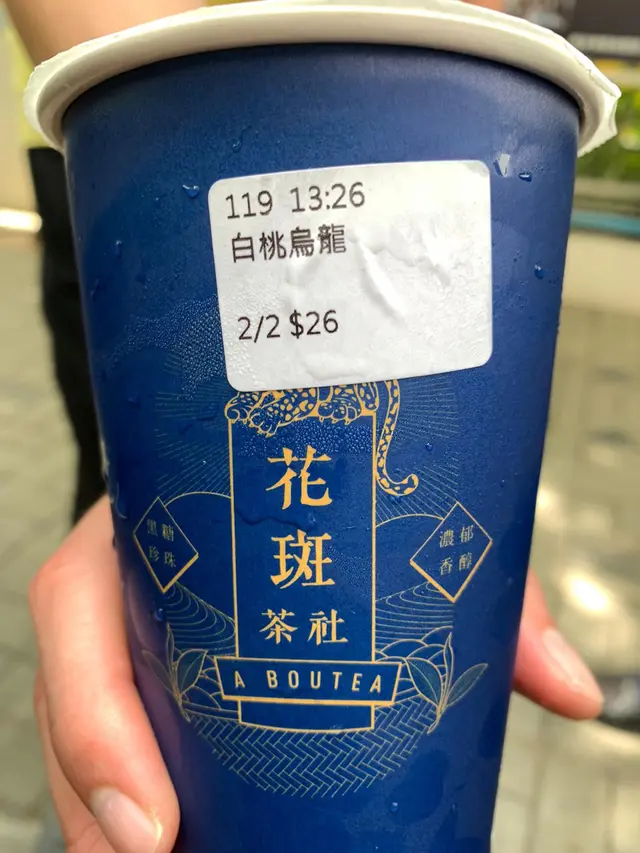 119 13:26
白桃烏龍
2/2 $26
花
斑
茶社
黑糖
珍珠
濃郁
香醇
A BOUTEA